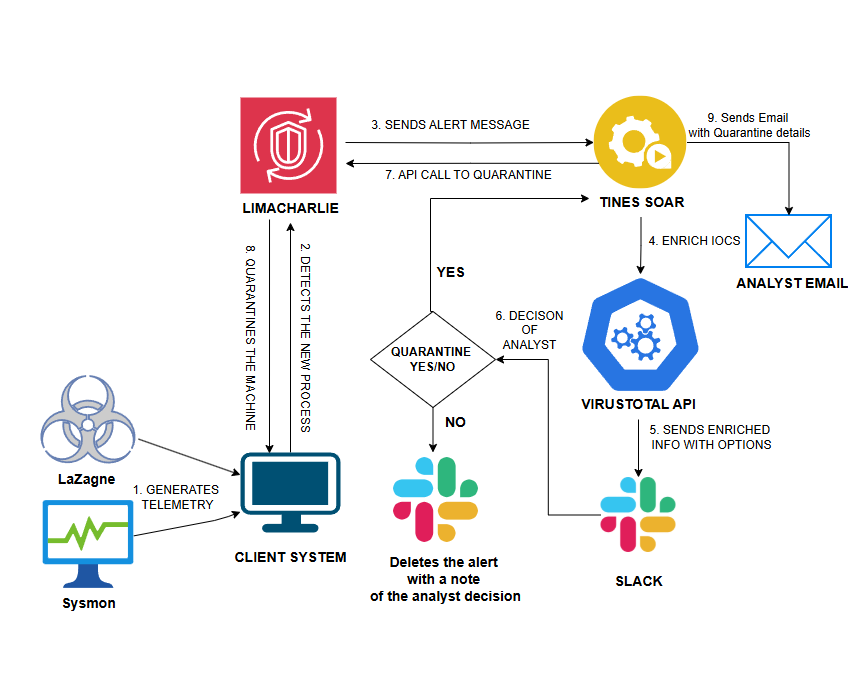 3. SENDS ALERT MESSAGE
9. Sends Email
with Quarantine details
7. API CALL TO QUARANTINE
LIMACHARLIE
TINES SOAR
4. ENRICH IOCS
ANALYST EMAIL
8. QUARANTINES THE MACHINE
2. DETECTS THE NEW PROCESS
YES
6. DECISON
OF
ANALYST
QUARANTINE
YES/NO
VIRUSTOTAL API
NO
5. SENDS ENRICHED
INFO WITH OPTIONS
LaZagne
1. GENERATES
TELEMETRY
CLIENT SYSTEM
Deletes the alert
with a note
of the analyst decision
SLACK
Sysmon